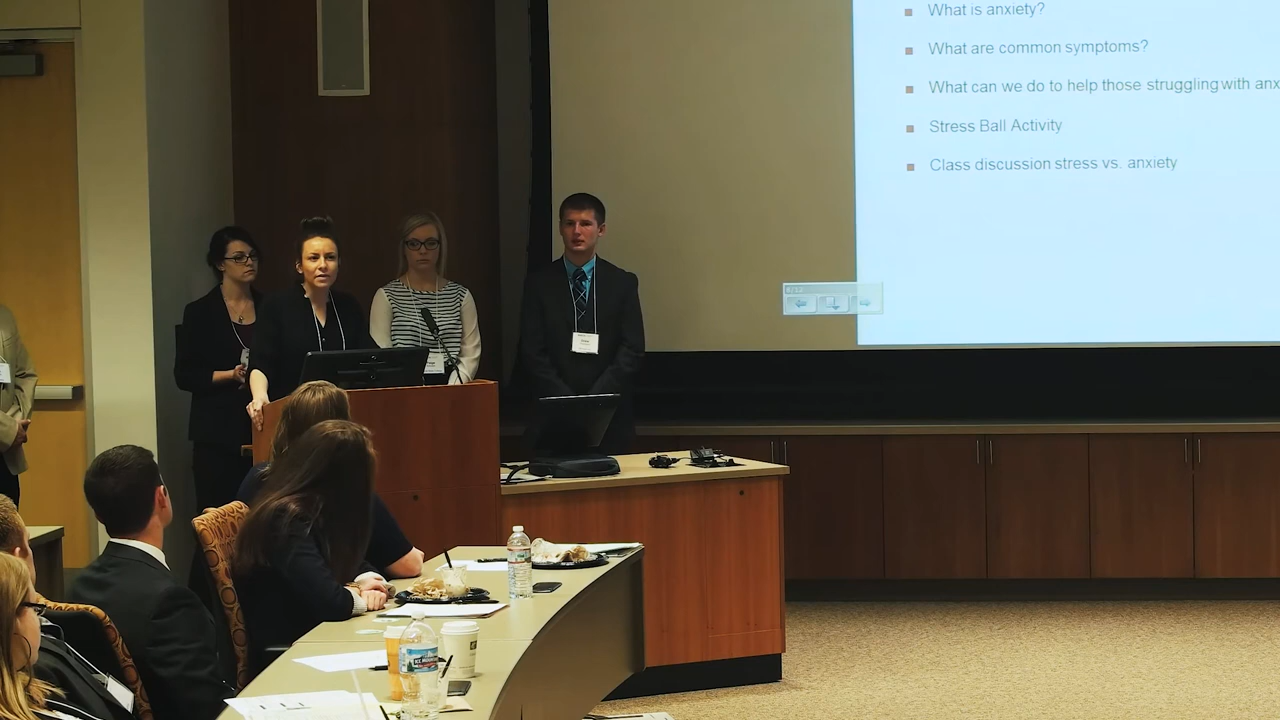 What is anxiety?
What are common symptoms?
What can we do to help those struggling with anx
Stress Ball Activity
Class discussion stress vs. anxiety